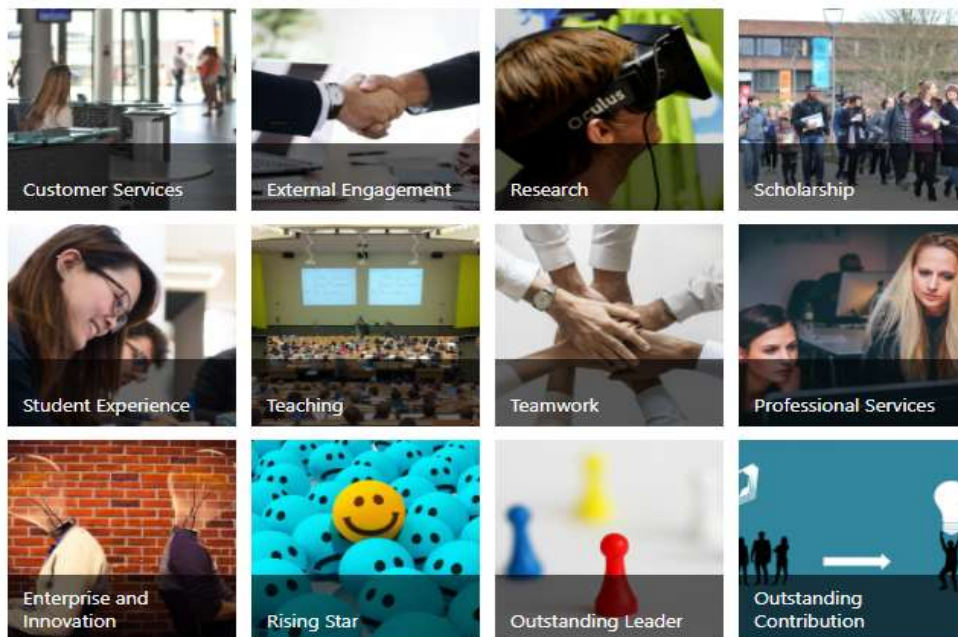 Customer Services
External Engagement
Oculus
Research
Scholarship
Student Experience
Teaching
Teamwork
Professional Services
Enterprise and
Innovation
Rising Star
Outstanding Leader
Outstanding
Contribution